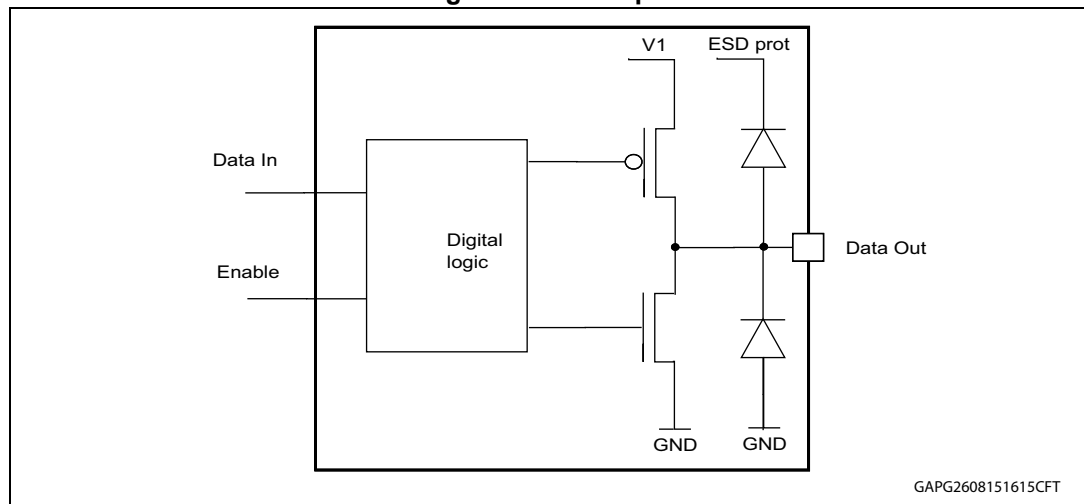 V1
ESD prot
Data In
Digital
logic
Data Out
Enable
GND
GND
GAPG2608151615CFT